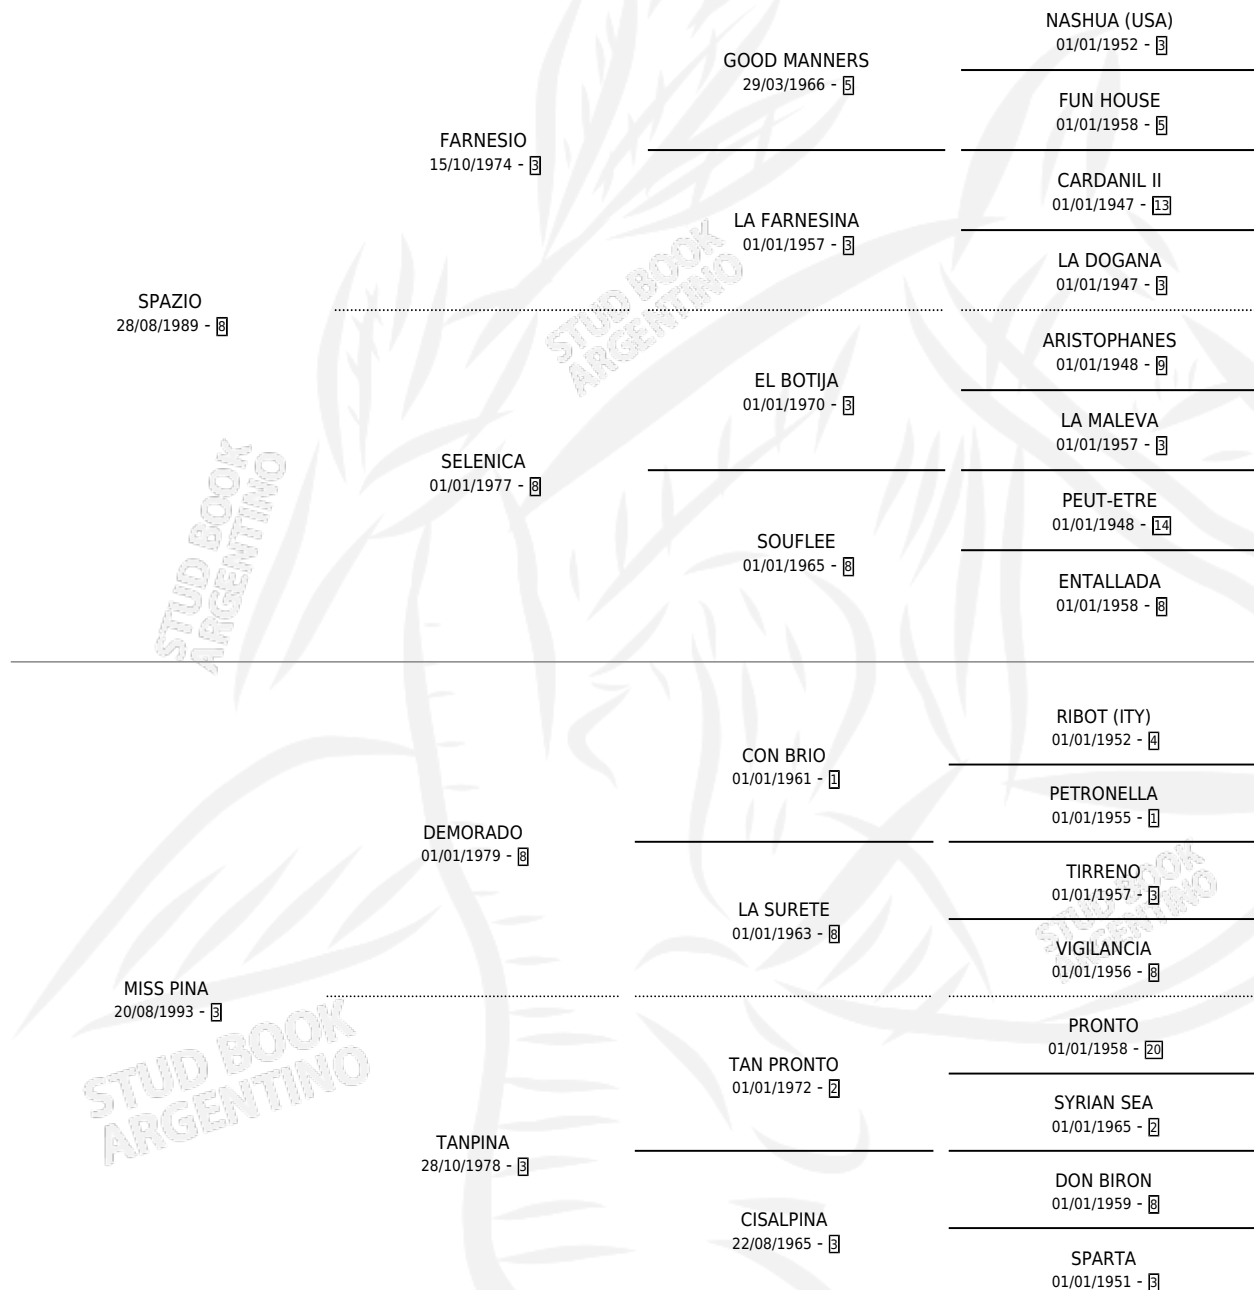 NASHUA (USA)
01/01/1952 - 3
GOOD MANNERS
29/03/1966 - 5
FUN HOUSE
01/01/1958 - 5
FARNESIO
15/10/1974 - 3
CARDANIL II
01/01/1947 - 13
LA FARNESINA
01/01/1957 - 3
LA DOGANA
01/01/1947 - 3
SPAZIO
28/08/1989 - 8
ARISTOPHANES
01/01/1948 - 9
EL BOTIJA
01/01/1970 - 3
LA MALEVA
01/01/1957 - 3
SELENICA
01/01/1977 - 8
PEUT-ETRE
01/01/1948 - 14
SOUFLEE
01/01/1965 - 8
ENTALLADA
01/01/1958 - 8
RIBOT (ITY)
01/01/1952 - 4
CON BRIO
01/01/1961 - 1
PETRONELLA
01/01/1955 - 1
DEMORADO
01/01/1979 - 8
TIRRENO
01/01/1957 - 3
LA SURETE
01/01/1963 - 8
VIGILANCIA
01/01/1956 - 8
MISS PINA
20/08/1993 - 3
PRONTO
01/01/1958 - 20
TAN PRONTO
01/01/1972 - 2
SYRIAN SEA
01/01/1965 - 2
TANPINA
28/10/1978 - 3
DON BIRON
01/01/1959 - 8
CISALPINA
22/08/1965 - 3
SPARTA
01/01/1951 - 3
STUD BOOK
ARGENTINO
STUD BOOK
ARGENTINO
STUD BOOK
ARGENTINO
STUD BOOK
ARGENTINO